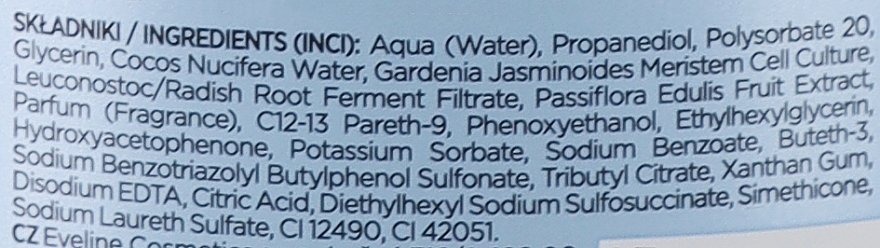 SKŁADNIKI / INGREDIENTS (INCI): Aqua (Water), Propanediol, Polysorbate 20,
Glycerin, Cocos Nucifera Water, Gardenia Jasminoides Meristem Cell Culture,
Leuconostoc/Radish Root Ferment Filtrate, Passiflora Edulis Fruit Extract,
Parfum (Fragrance), C12-13 Pareth-9, Phenoxyethanol, Ethylhexylglycerin,
Hydroxyacetophenone, Potassium Sorbate, Sodium Benzoate, Buteth-3,
Sodium Benzotriazolyl Butylphenol Sulfonate, Tributyl Citrate, Xanthan Gum,
Disodium EDTA, Citric Acid, Diethylhexyl Sodium Sulfosuccinate, Simethicone,
Sodium Laureth Sulfate, CI 12490, CI 42051.
CZ Eveline